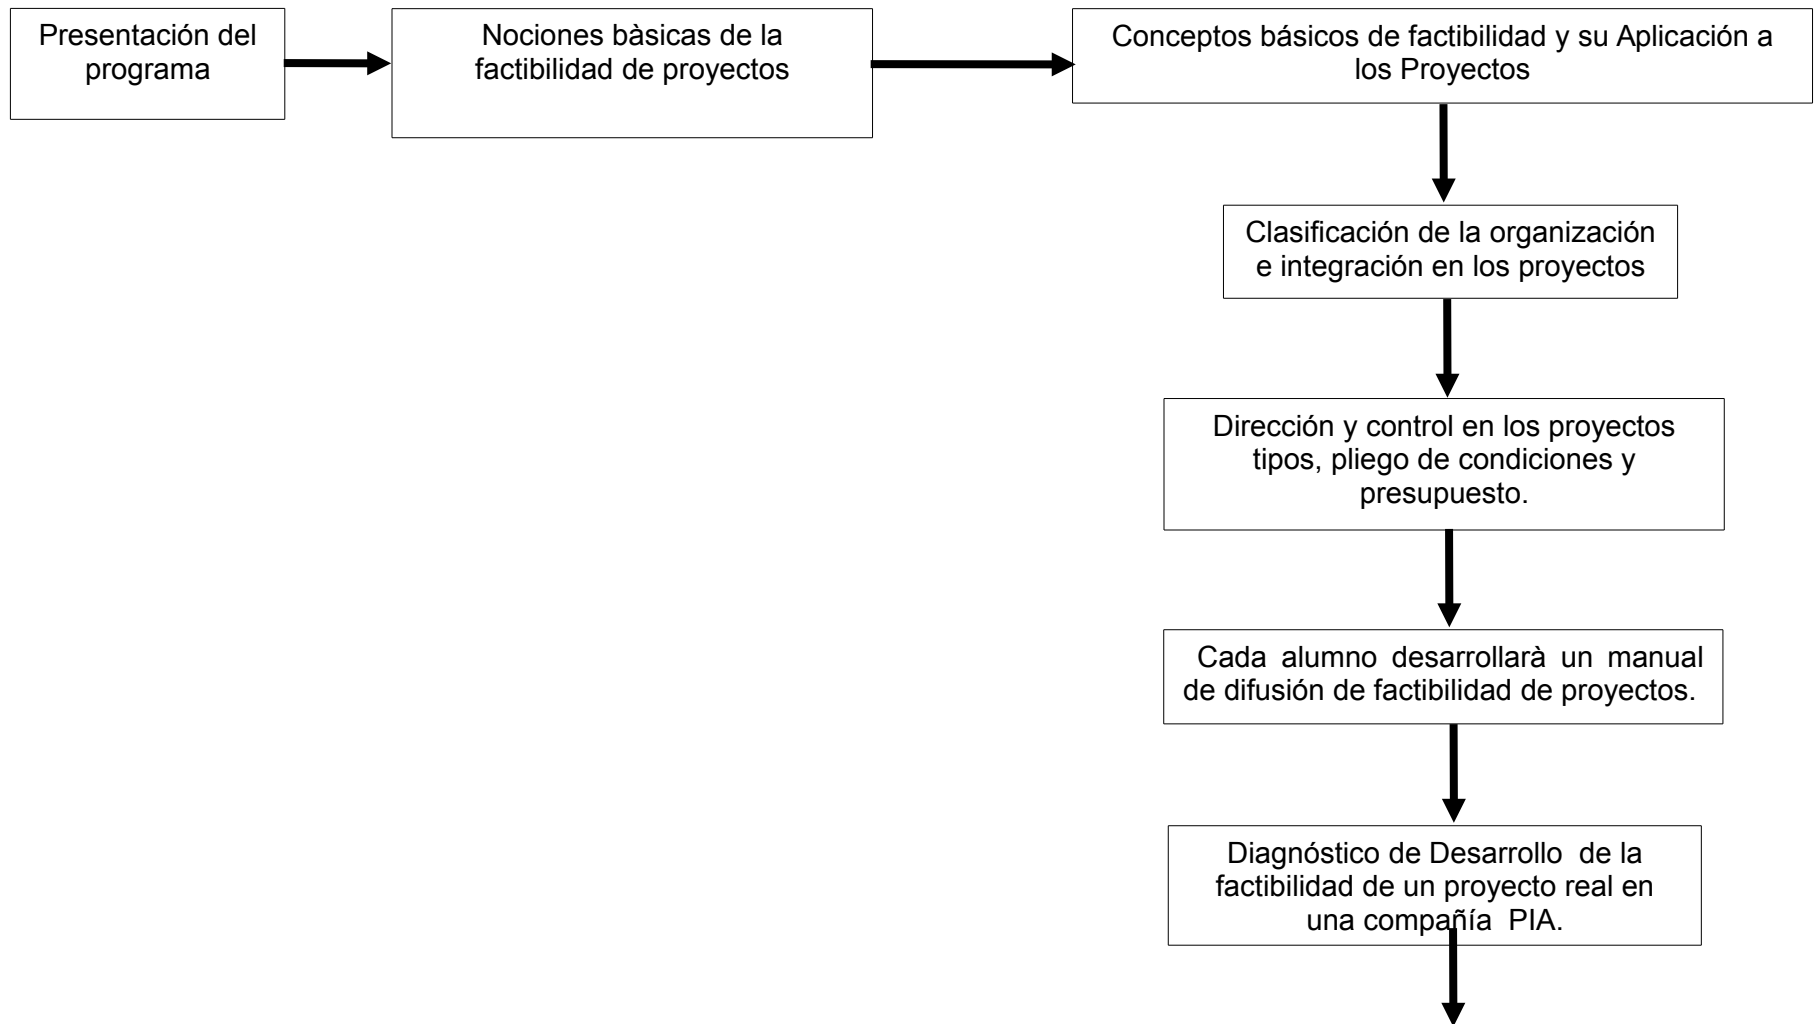 Presentación del
programa
Nociones bàsicas de la
factibilidad de proyectos
Conceptos básicos de factibilidad y su Aplicación a
los Proyectos
Clasificación de la organización
e integración en los proyectos
Dirección y control en los proyectos
tipos, pliego de condiciones y
presupuesto.
Cada alumno desarrollarà un manual
de difusión de factibilidad de proyectos.
Diagnóstico de Desarrollo de la
factibilidad de un proyecto real en
una compañía PIA.